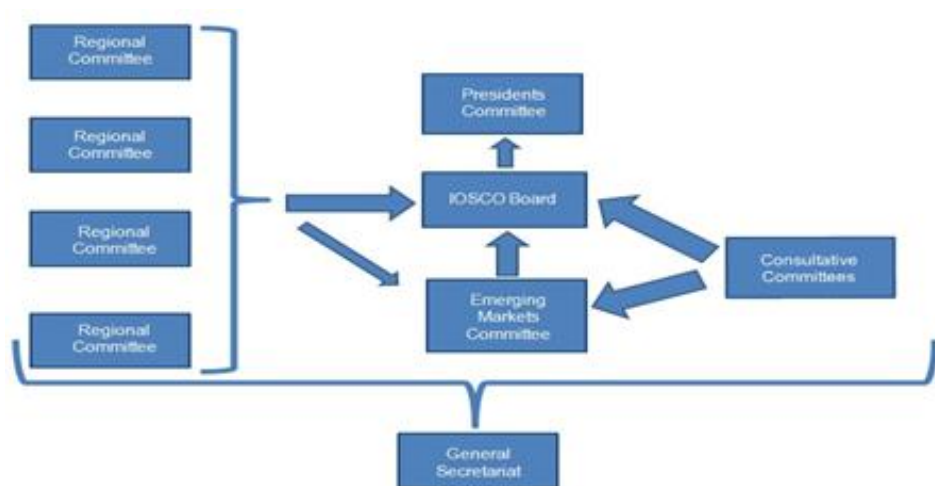 Regional
Committee
Regional
Committee
Regional
Committee
Regional
Committee
Presidents
Committee
IOSCO Board
Emerging
Markets
Committee
Consultative
Committees
General
Secretariat